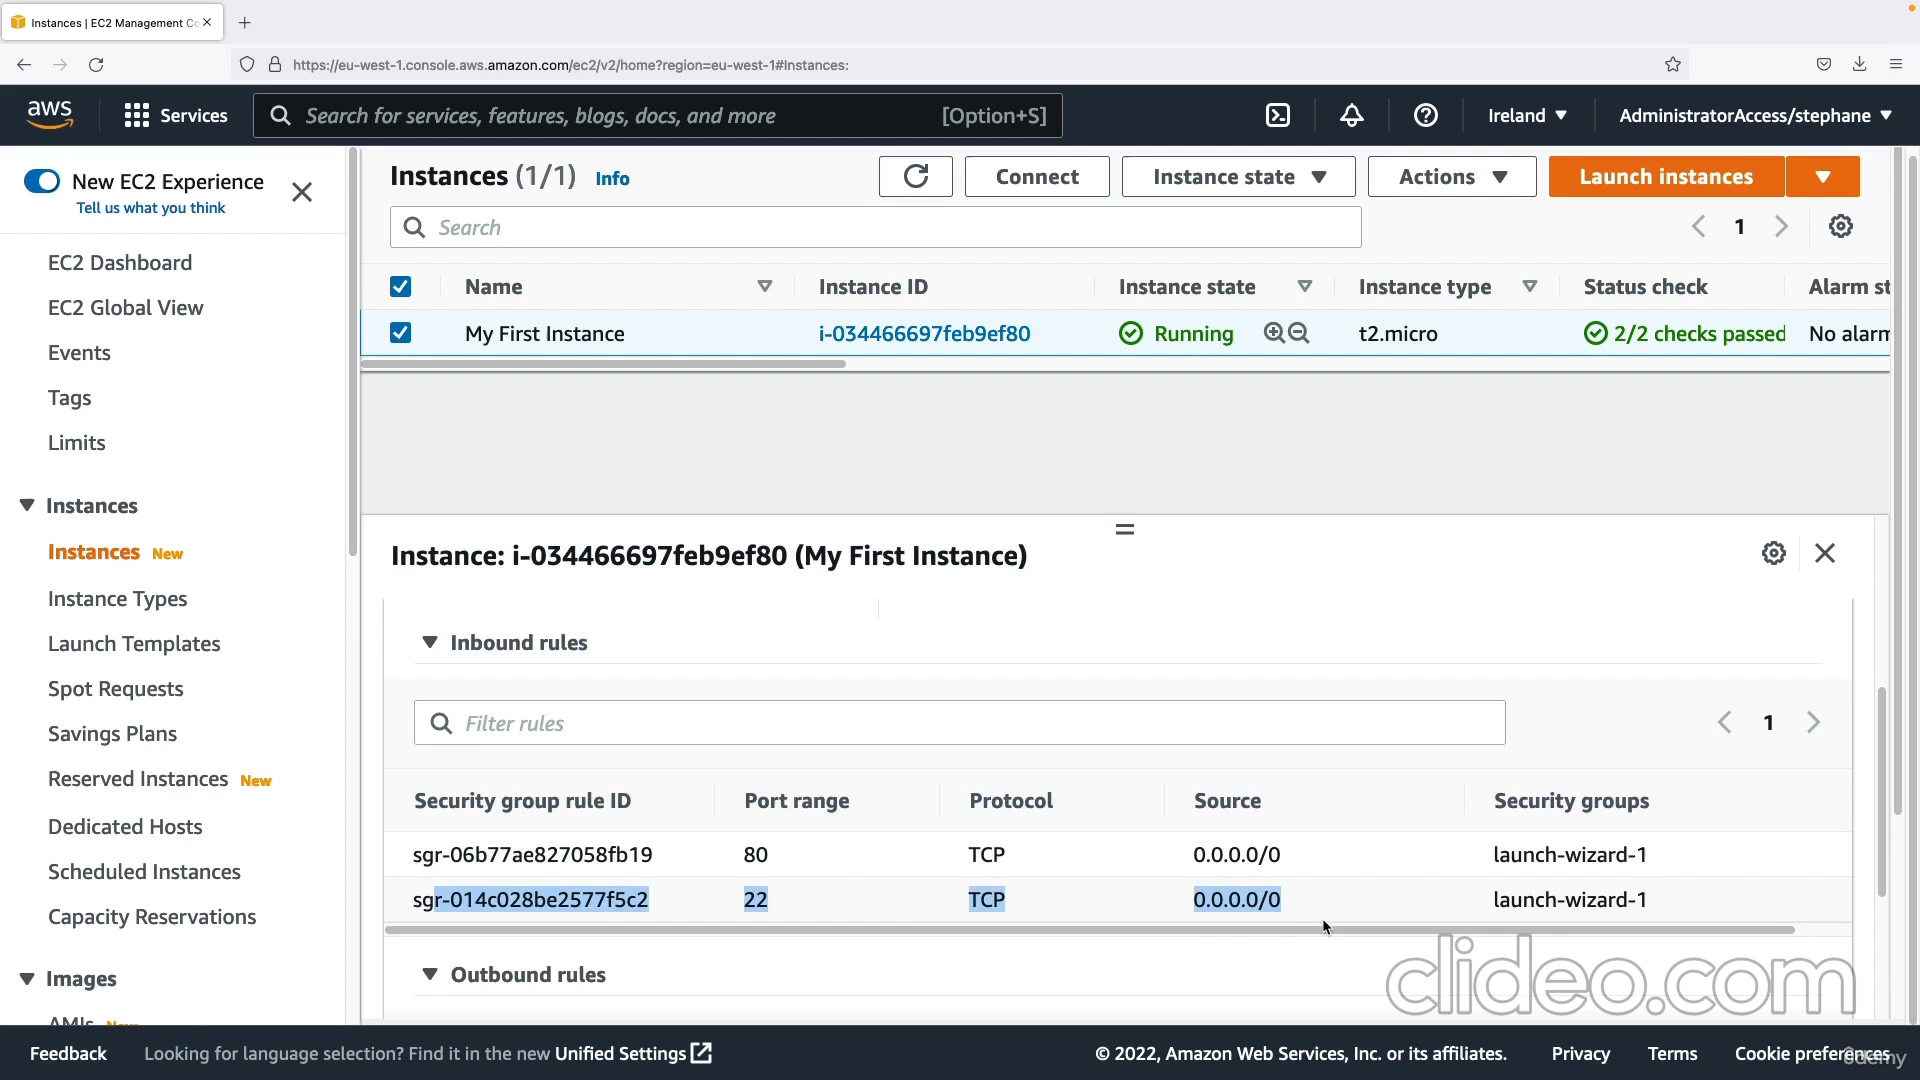 Instances | EC2 Management Co
https://eu-west-1.console.aws.amazon.com/ec2/v2/home?region=eu-west-1#Instances:
aws
Services
Search for services, features, blogs, docs, and more
[Option+S]
Ireland
AdministratorAccess/stephane
New EC2 Experience
Tell us what you think
EC2 Dashboard
EC2 Global View
Events
Tags
Limits
Instances
Instances New
Instance Types
Launch Templates
Spot Requests
Savings Plans
Reserved Instances New
Dedicated Hosts
Scheduled Instances
Capacity Reservations
Images
AMIs New
Instances (1/1) Info
Connect
Instance state
Actions
Launch instances
Search
1
Name Instance ID Instance state Instance type Status check Alarm st
My First Instance i-034466697feb9ef80 Running t2.micro 2/2 checks passed No alarm
Instance: i-034466697feb9ef80 (My First Instance)
Inbound rules
Filter rules
1
Security group rule ID Port range Protocol Source Security groups
sgr-06b77ae827058fb19 80 TCP 0.0.0.0/0 launch-wizard-1
sgr-014c028be2577f5c2 22 TCP 0.0.0.0/0 launch-wizard-1
Outbound rules
clideo.com
Feedback
Looking for language selection? Find it in the new Unified Settings
© 2022, Amazon Web Services, Inc. or its affiliates.
Privacy
Terms
Cookie preferences
ûdemy